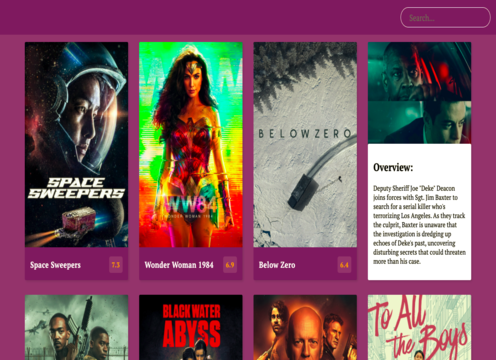 Search...
SPACE
SWEEPERS
WW84
WONDER WOMAN 1984
BELOWZERO
Space Sweepers 7.3
Wonder Woman 1984 6.9
Below Zero 6.4
Overview:
Deputy Sheriff Joe "Deke" Deacon
joins forces with Sgt. Jim Baxter to
search for a serial killer who's
terrorizing Los Angeles. As they track
the culprit, Baxter is unaware that
the investigation is dredging up
echoes of Deke's past, uncovering
disturbing secrets that could threaten
more than his case.
BLACK WATER
ABYSS
To All
the Boys